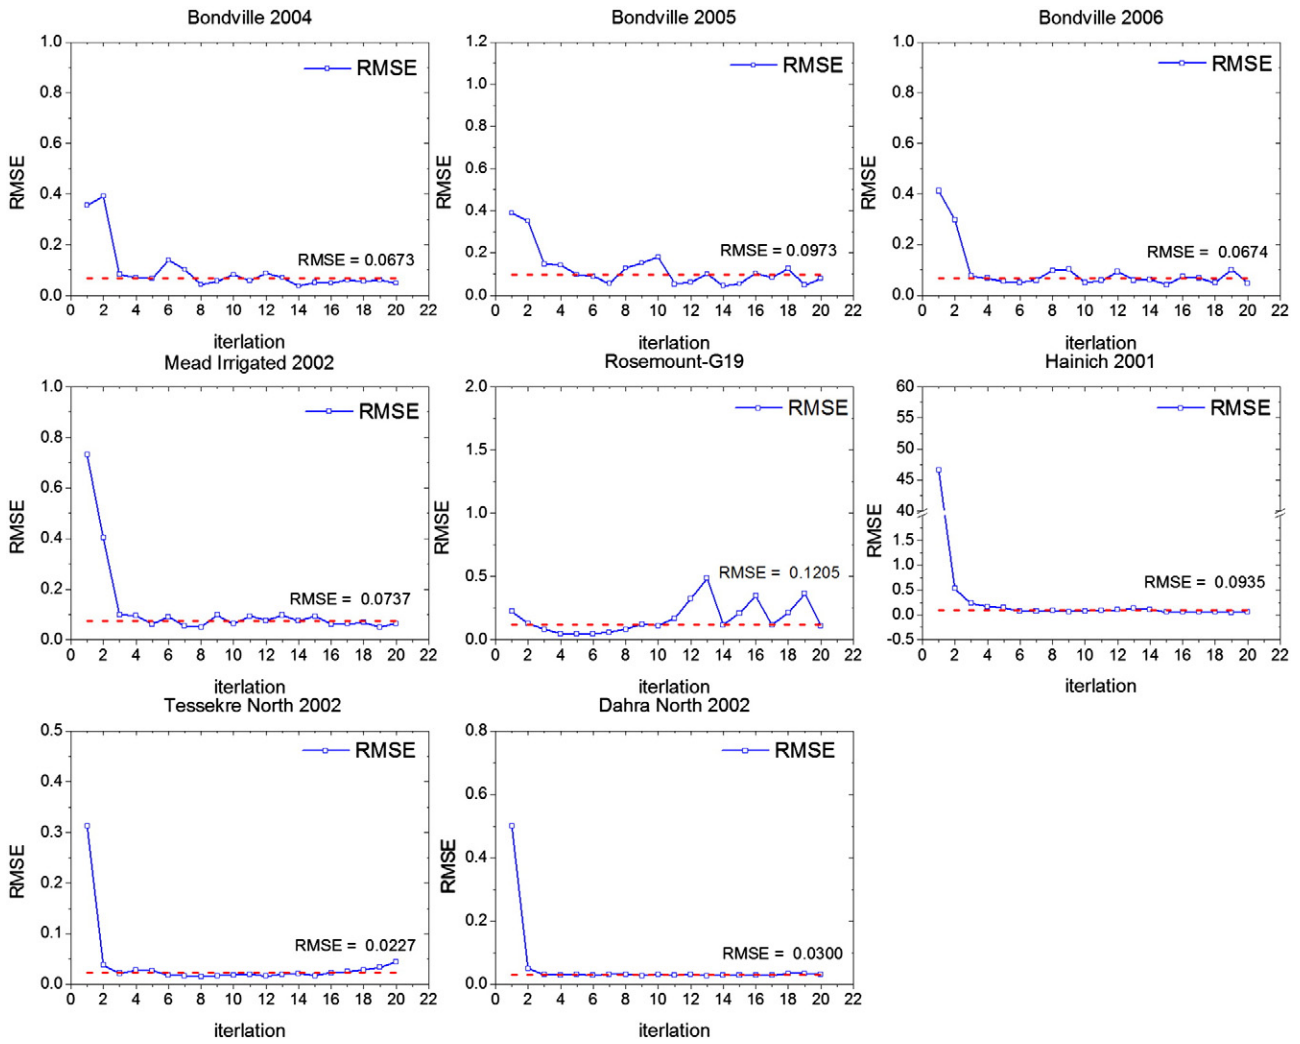 Bondville 2004
1.0
0.8
0.6
0.4
0.2
0.0
RMSE
RMSE
RMSE = 0.0673
0 2 4 6 8 10 12 14 16 18 20 22
iterlation
Bondville 2005
1.2
1.0
0.8
0.6
0.4
0.2
0.0
RMSE
RMSE
RMSE = 0.0973
0 2 4 6 8 10 12 14 16 18 20 22
iterlation
Bondville 2006
1.0
0.8
0.6
0.4
0.2
0.0
RMSE
RMSE
RMSE = 0.0674
0 2 4 6 8 10 12 14 16 18 20 22
iterlation
Mead Irrigated 2002
1.0
0.8
0.6
0.4
0.2
0.0
RMSE
RMSE
RMSE = 0.0737
0 2 4 6 8 10 12 14 16 18 20 22
iterlation
Rosemount-G19
2.0
1.5
1.0
0.5
0.0
RMSE
RMSE
RMSE = 0.1205
0 2 4 6 8 10 12 14 16 18 20 22
iterlation
Hainich 2001
60
55
50
45
40
1.5
1.0
0.5
0.0
-0.5
RMSE
RMSE
RMSE = 0.0935
0 2 4 6 8 10 12 14 16 18 20 22
iterlation
Tessekre North 2002
0.5
0.4
0.3
0.2
0.1
0.0
RMSE
RMSE
RMSE = 0.0227
0 2 4 6 8 10 12 14 16 18 20 22
iterlation
Dahra North 2002
0.8
0.6
0.4
0.2
0.0
RMSE
RMSE
RMSE = 0.0300
0 2 4 6 8 10 12 14 16 18 20 22
iterlation